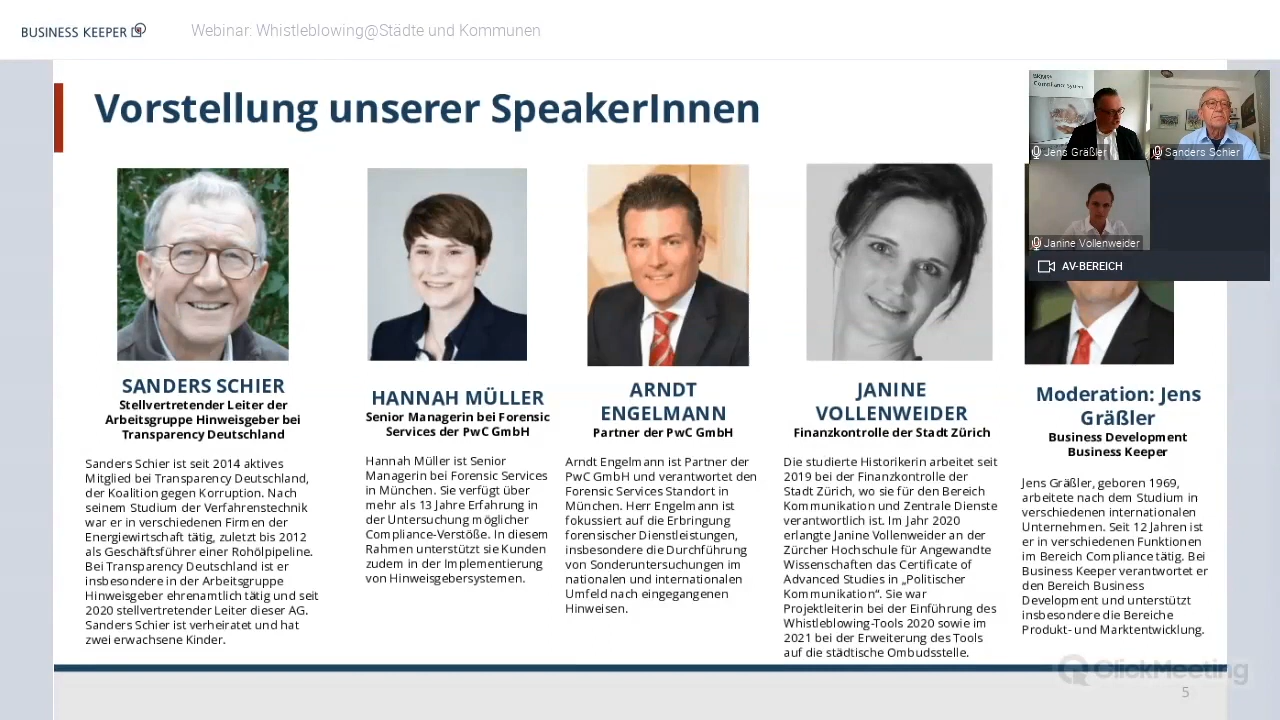 BUSINESS KEEPER
Webinar: Whistleblowing@Städte und Kommunen
Vorstellung unserer SpeakerInnen
BKMS®
Compliance System
Jens Gräßler
Sanders Schier
Janine Vollenweider
AV-BEREICH
SANDERS SCHIER
Stellvertretender Leiter der
Arbeitsgruppe Hinweisgeber bei
Transparency Deutschland
Sanders Schier ist seit 2014 aktives
Mitglied bei Transparency Deutschland,
der Koalition gegen Korruption. Nach
seinem Studium der Verfahrenstechnik
war er in verschiedenen Firmen der
Energiewirtschaft tätig, zuletzt bis 2012
als Geschäftsführer einer Rohölpipeline.
Bei Transparency Deutschland ist er
insbesondere in der Arbeitsgruppe
Hinweisgeber ehrenamtlich tätig und seit
2020 stellvertretender Leiter dieser AG.
Sanders Schier ist verheiratet und hat
zwei erwachsene Kinder.
HANNAH MÜLLER
Senior Managerin bei Forensic
Services der PwC GmbH
Hannah Müller ist Senior
Managerin bei Forensic Services
in München. Sie verfügt über
mehr als 13 Jahre Erfahrung in
der Untersuchung möglicher
Compliance-Verstöße. In diesem
Rahmen unterstützt sie Kunden
zudem in der Implementierung
von Hinweisgebersystemen.
ARNDT
ENGELMANN
Partner der PwC GmbH
Arndt Engelmann ist Partner der
PwC GmbH und verantwortet den
Forensic Services Standort in
München. Herr Engelmann ist
fokussiert auf die Erbringung
forensischer Dienstleistungen,
insbesondere die Durchführung
von Sonderuntersuchungen im
nationalen und internationalen
Umfeld nach eingegangenen
Hinweisen.
JANINE
VOLLENWEIDER
Finanzkontrolle der Stadt Zürich
Die studierte Historikerin arbeitet seit
2019 bei der Finanzkontrolle der
Stadt Zürich, wo sie für den Bereich
Kommunikation und Zentrale Dienste
verantwortlich ist. Im Jahr 2020
erlangte Janine Vollenweider an der
Zürcher Hochschule für Angewandte
Wissenschaften das Certificate of
Advanced Studies in „Politischer
Kommunikation“. Sie war
Projektleiterin bei der Einführung des
Whistleblowing-Tools 2020 sowie im
2021 bei der Erweiterung des Tools
auf die städtische Ombudsstelle.
Moderation: Jens
Gräßler
Business Development
Business Keeper
Jens Gräßler, geboren 1969,
arbeitete nach dem Studium in
verschiedenen internationalen
Unternehmen. Seit 12 Jahren ist
er in verschiedenen Funktionen
im Bereich Compliance tätig. Bei
Business Keeper verantwortet er
den Bereich Business
Development und unterstützt
insbesondere die Bereiche
Produkt- und Marktentwicklung.
ClickMeeting
5